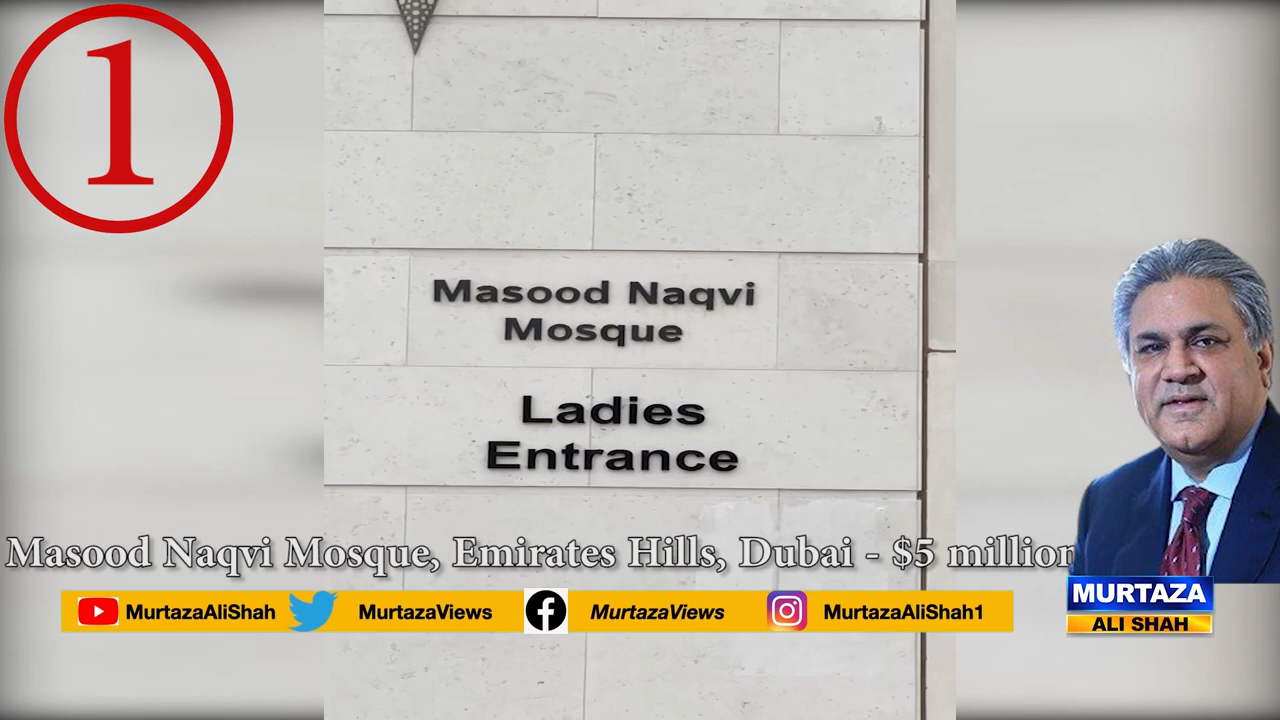 1
Masood Naqvi
Mosque
Ladies
Entrance
Masood Naqvi Mosque, Emirates Hills, Dubai - $5 million
MurtazaAliShah MurtazaViews MurtazaViews MurtazaAliShah1
MURTAZA
ALI SHAH